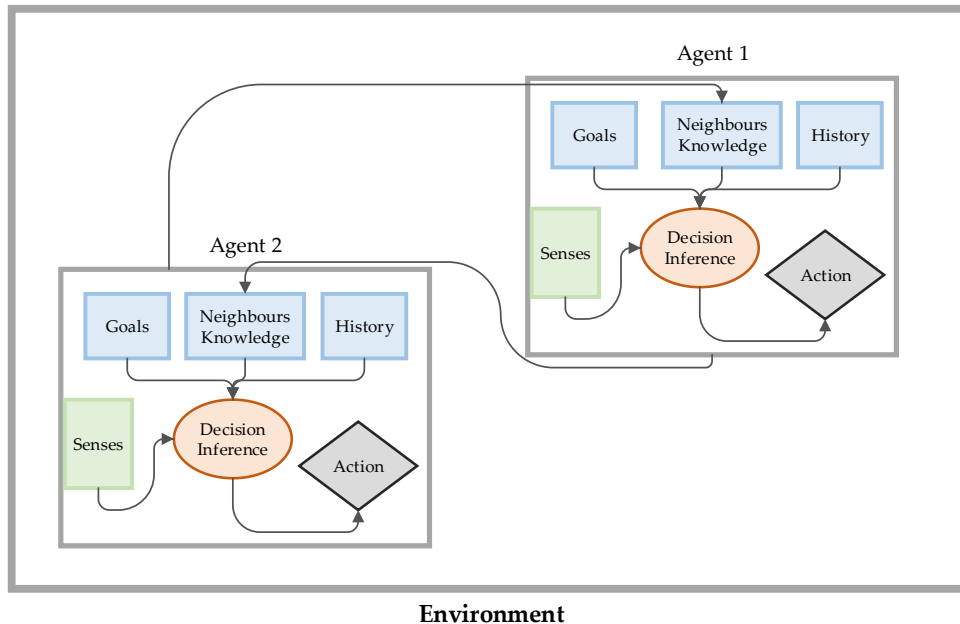 Agent 1
Goals
Neighbours
Knowledge
History
Senses
Decision
Inference
Action
Agent 2
Goals
Neighbours
Knowledge
History
Senses
Decision
Inference
Action
Environment